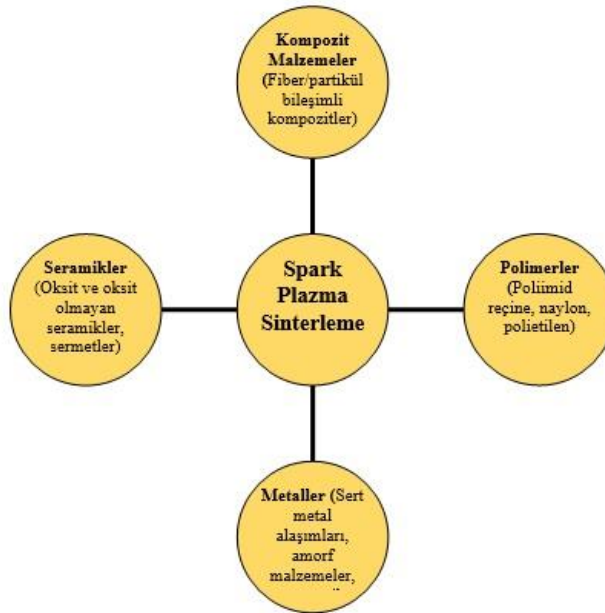 Kompozit
Malzemeler
(Fiber/partikül
bileşimli
kompozitler)
Seramikler
(Oksit ve oksit
olmayan
seramikler,
sermetler)
Spark
Plazma
Sinterleme
Polimerler
(Poliimid
reçine, naylon,
polietilen)
Metaller (Sert
metal
alaşımları,
amorf
malzemeler,